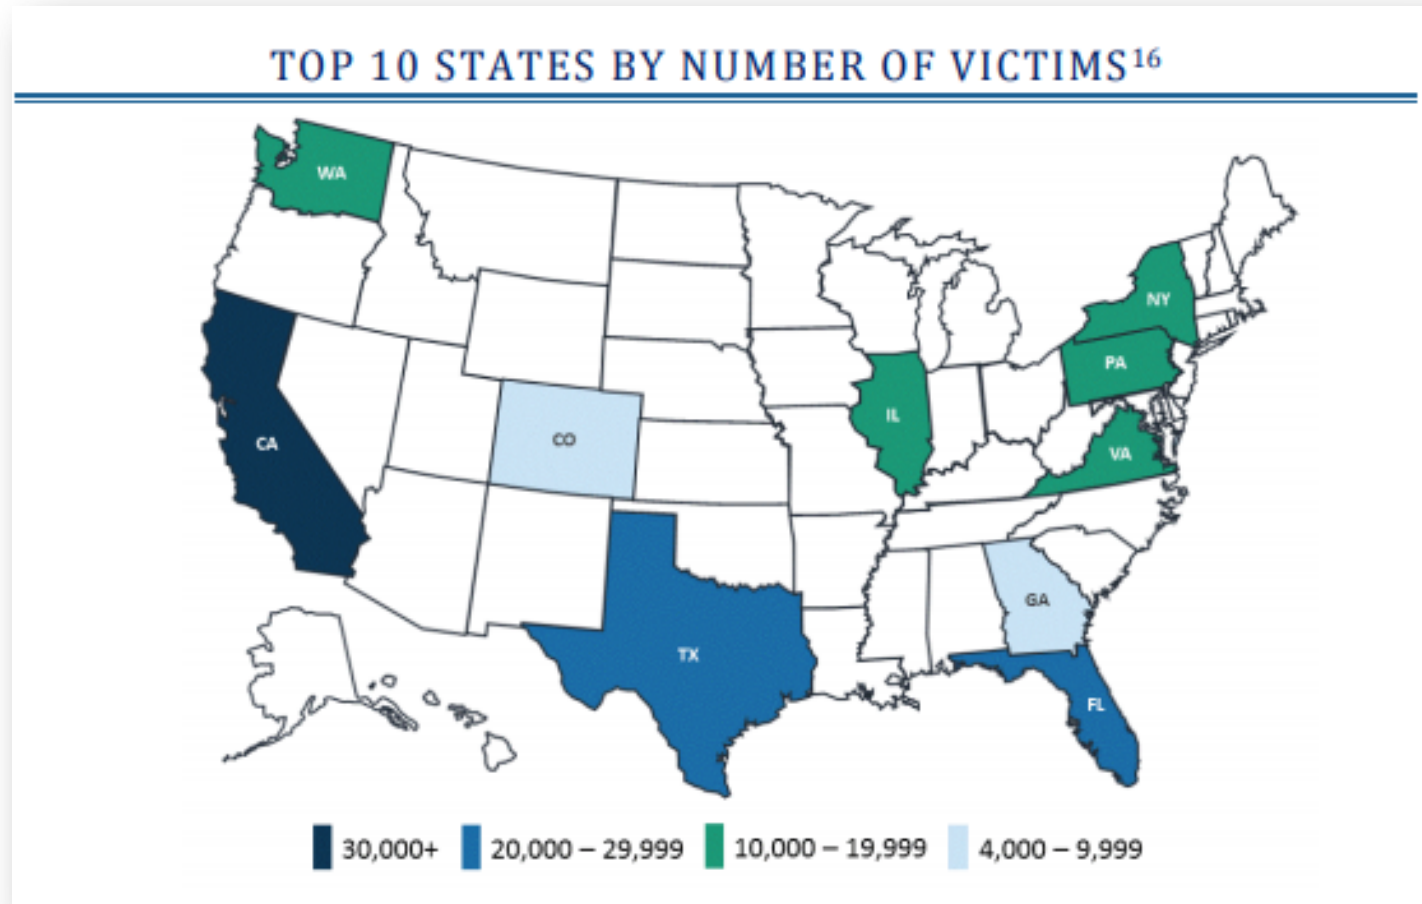 TOP 10 STATES BY NUMBER OF VICTIMS16
WA
NY
PA
IL
CO
CA
VA
GA
TX
FL
30,000+ 20,000 – 29,999 10,000 – 19,999 4,000 – 9,999